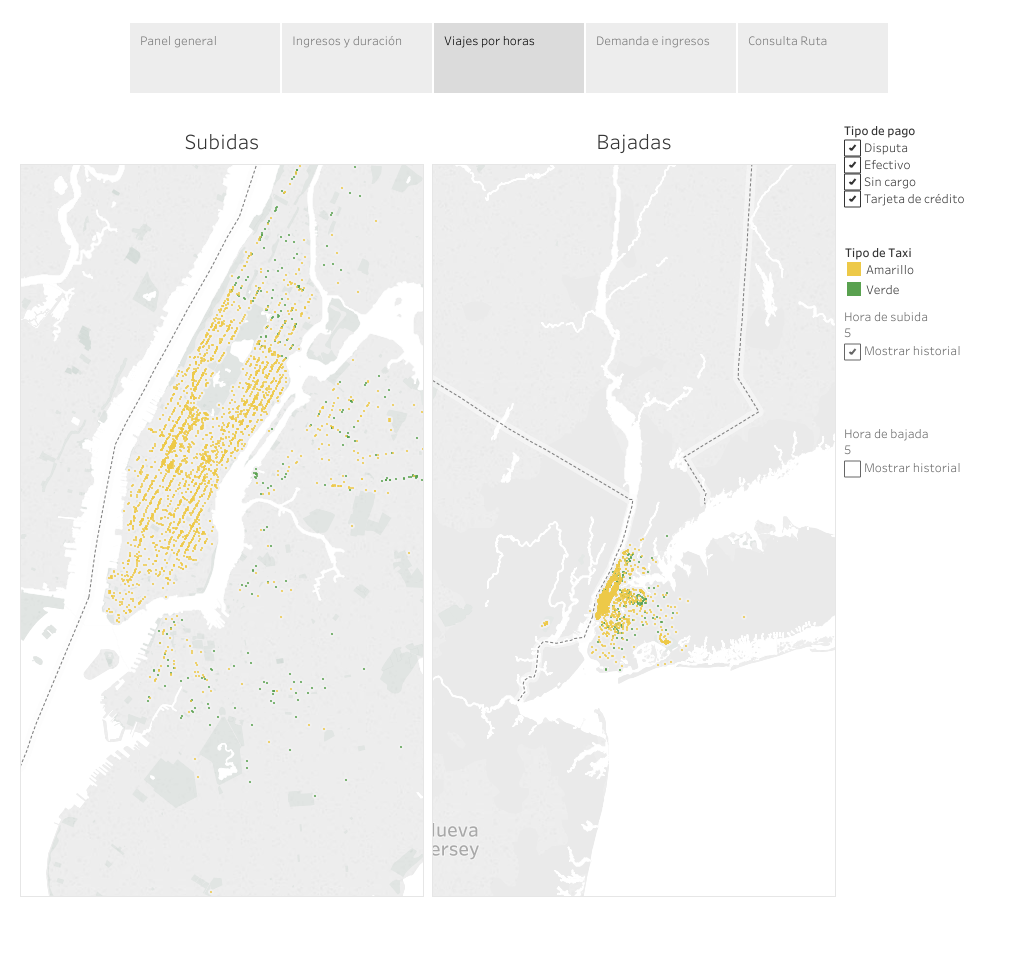 Panel general
Ingresos y duración
Viajes por horas
Demanda e ingresos
Consulta Ruta
Subidas
Bajadas
Tipo de pago
Disputa
Efectivo
Sin cargo
Tarjeta de crédito
Tipo de Taxi
Amarillo
Verde
Hora de subida
5
Mostrar historial
Hora de bajada
5
Mostrar historial
ueva
ersey